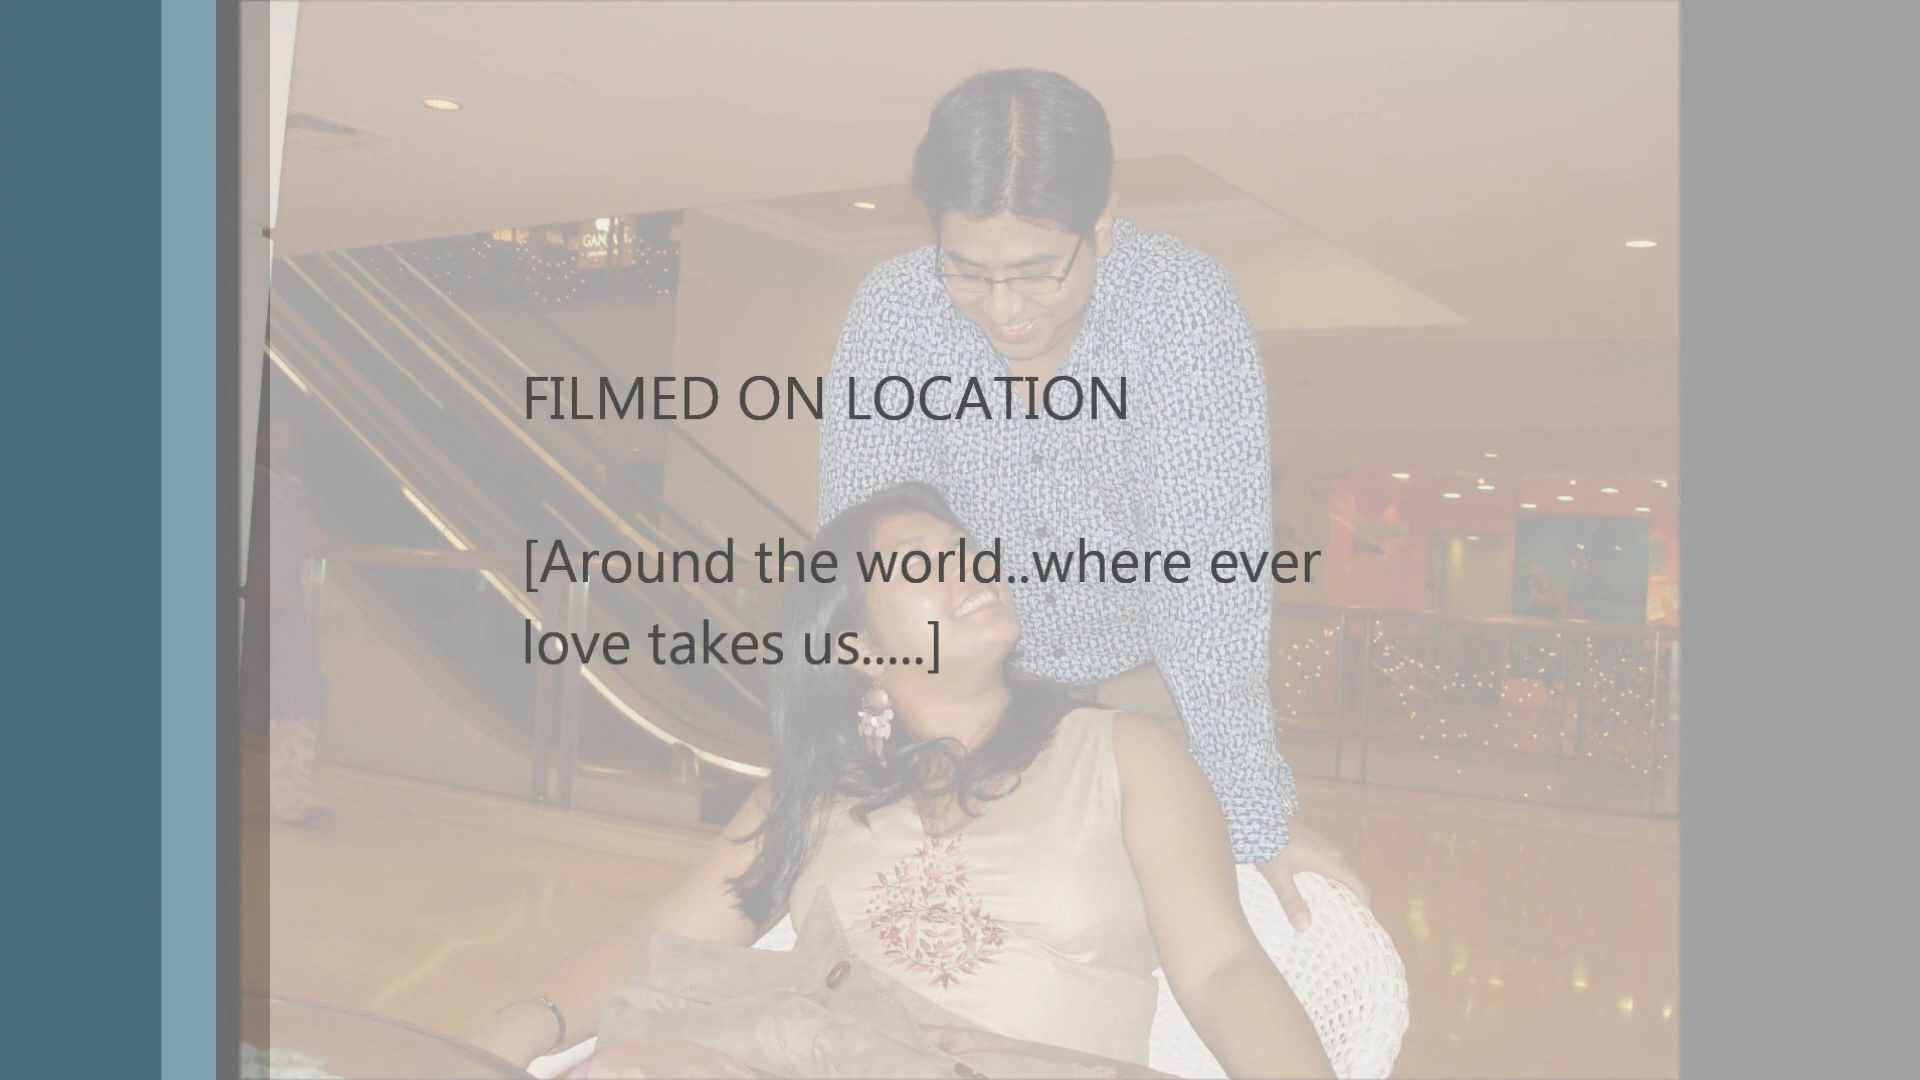 FILMED ON LOCATION
[Around the world..where ever
love takes us.....]